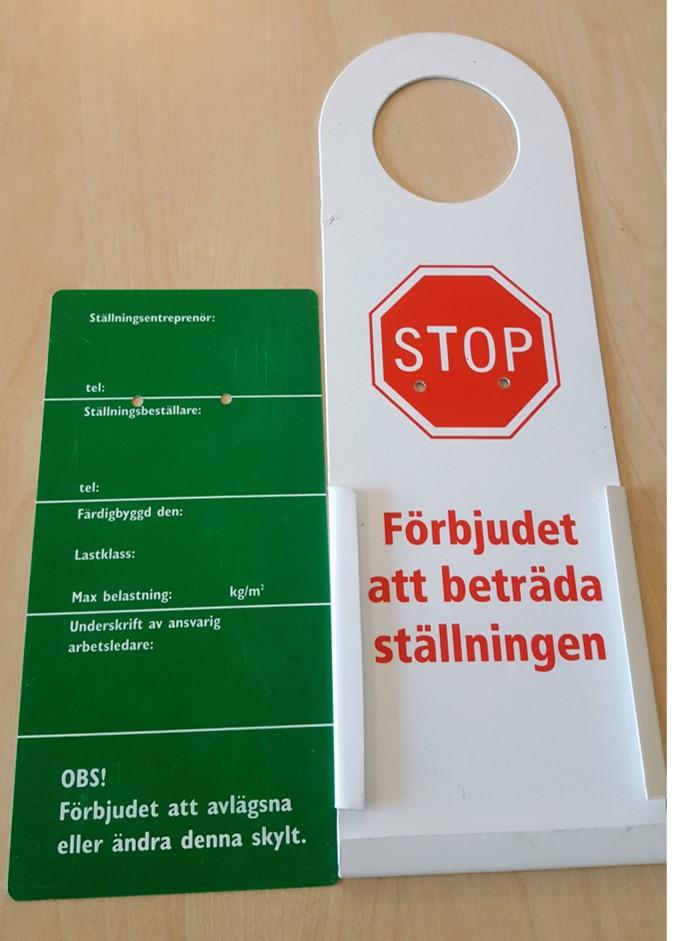 Ställningsentreprenör:
tel:
Ställningsbeställare:
tel:
Färdigbyggd den:
Lastklass:
Max belastning: kg/m²
Underskrift av ansvarig
arbetsledare:
OBS!
Förbjudet att avlägsna
eller ändra denna skylt.
STOP
Förbjudet
att beträda
ställningen